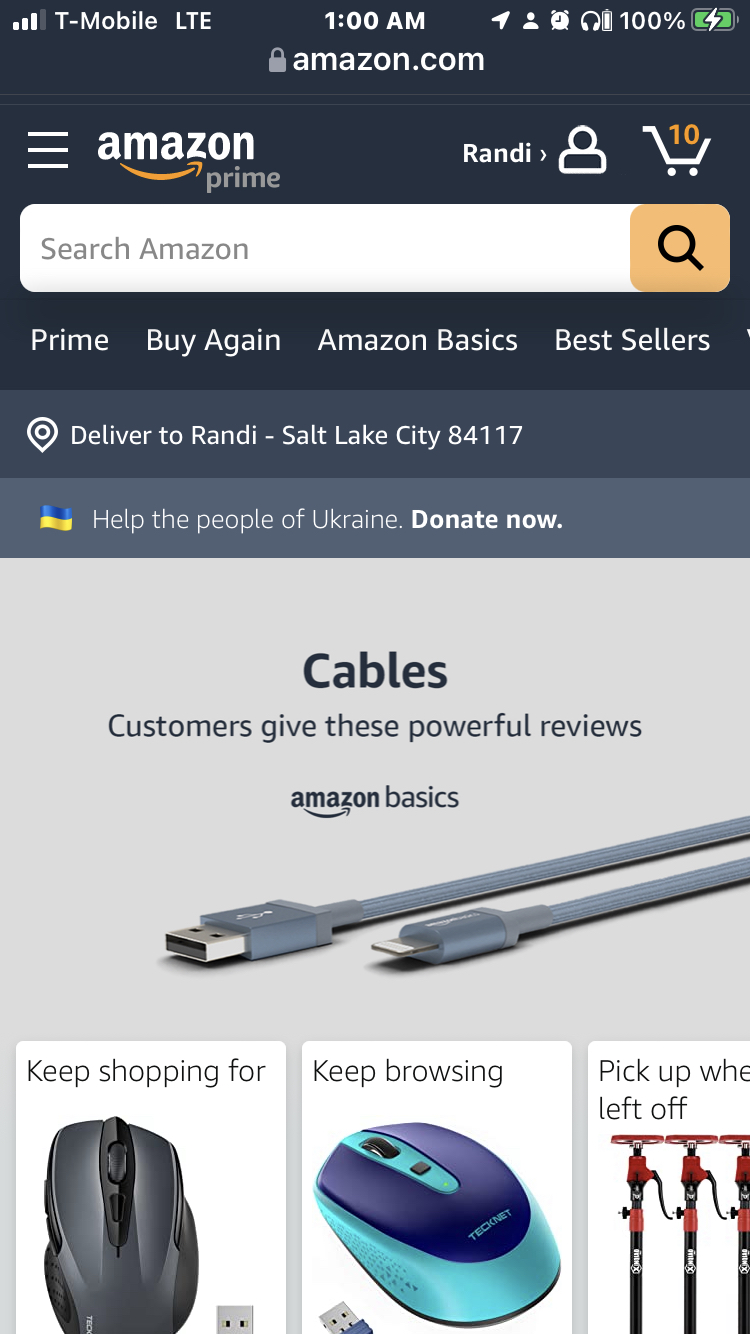 T-Mobile LTE 1:00 AM 100%
amazon.com
amazon prime
Randi ›
10
Search Amazon
Prime Buy Again Amazon Basics Best Sellers
Deliver to Randi - Salt Lake City 84117
Help the people of Ukraine. Donate now.
Cables
Customers give these powerful reviews
amazon basics
Keep shopping for
Keep browsing
Pick up whe
left off
TECKNET